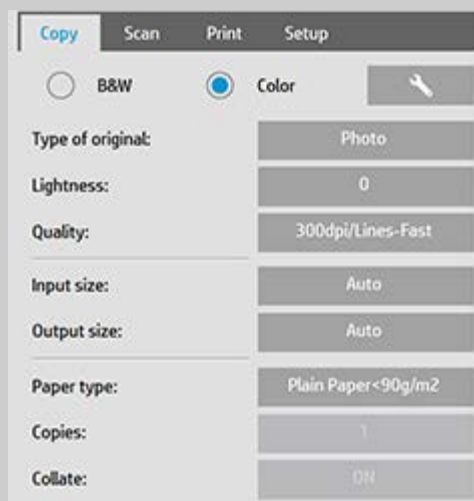 Copy Scan Print Setup
B&W Color
Type of original: Photo
Lightness: 0
Quality: 300dpi/Lines-Fast
Input size: Auto
Output size: Auto
Paper type: Plain Paper<90g/m2
Copies: 1
Collate: ON